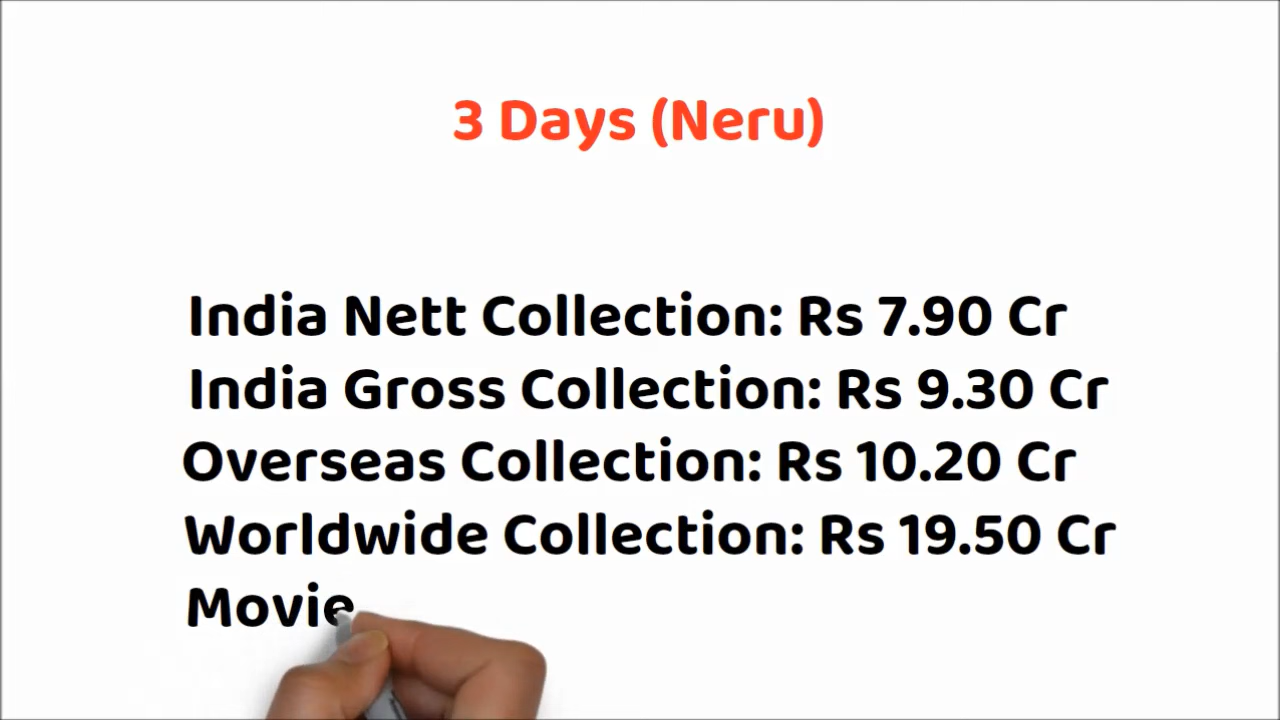 3 Days (Neru)
India Nett Collection: Rs 7.90 Cr
India Gross Collection: Rs 9.30 Cr
Overseas Collection: Rs 10.20 Cr
Worldwide Collection: Rs 19.50 Cr
Movie